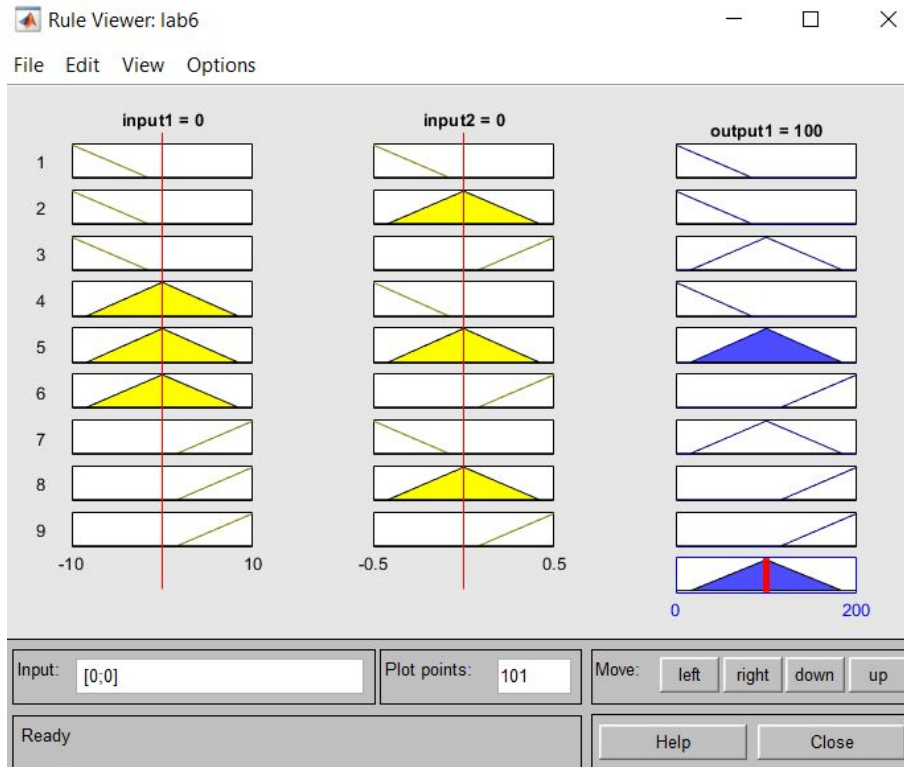 Rule Viewer: lab6
File Edit View Options
input1 = 0 input2 = 0 output1 = 100
1
2
3
4
5
6
7
8
9
-10 10 -0.5 0.5
0 200
Input: [0;0] Plot points: 101 Move: left right down up
Ready Help Close